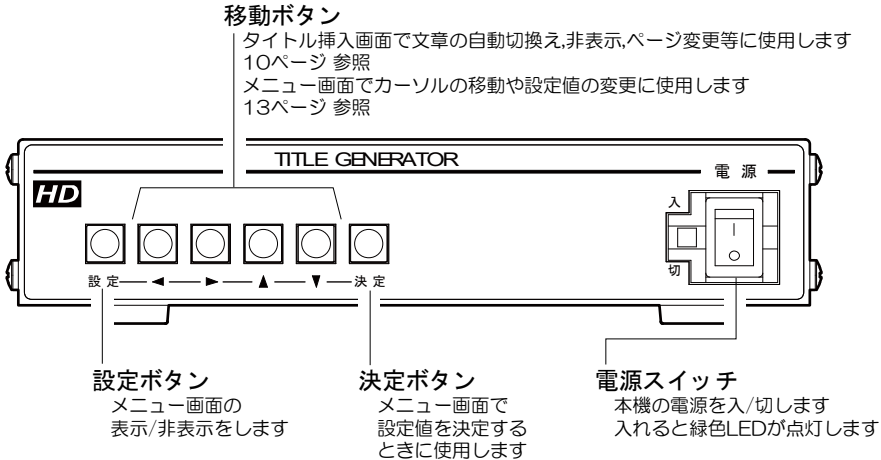 移動ボタン
タイトル挿入画面で文章の自動切換え,非表示,ページ変更等に使用します
10ページ 参照
メニュー画面でカーソルの移動や設定値の変更に使用します
13ページ 参照
TITLE GENERATOR
電 源
HD
入
切
設 定 ◀ ▶ ▲ ▼ 決 定
設定ボタン
メニュー画面の
表示/非表示をします
決定ボタン
メニュー画面で
設定値を決定する
ときに使用します
電源スイッチ
本機の電源を入/切します
入れると緑色LEDが点灯します